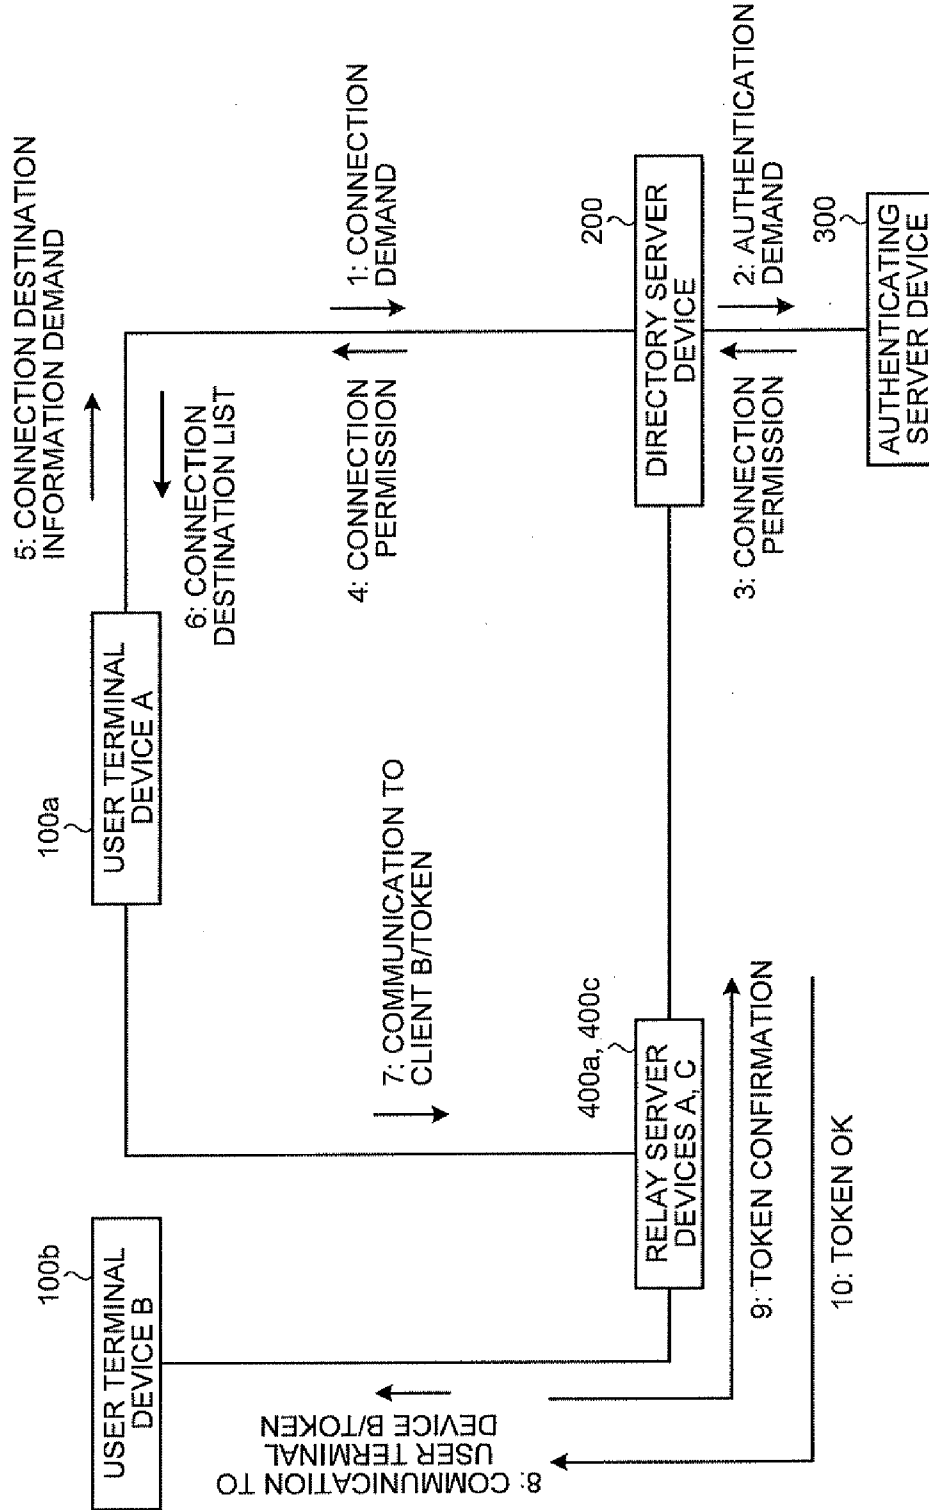 100b
USER TERMINAL
DEVICE B
100a
USER TERMINAL
DEVICE A
5: CONNECTION DESTINATION
INFORMATION DEMAND
6: CONNECTION
DESTINATION LIST
1: CONNECTION
DEMAND
4: CONNECTION
PERMISSION
7: COMMUNICATION TO
CLIENT B/TOKEN
8: COMMUNICATION TO
USER TERMINAL
DEVICE B/TOKEN
400a, 400c
RELAY SERVER
DEVICES A, C
200
DIRECTORY SERVER
DEVICE
9: TOKEN CONFIRMATION
10: TOKEN OK
2: AUTHENTICATION
DEMAND
3: CONNECTION
PERMISSION
300
AUTHENTICATING
SERVER DEVICE